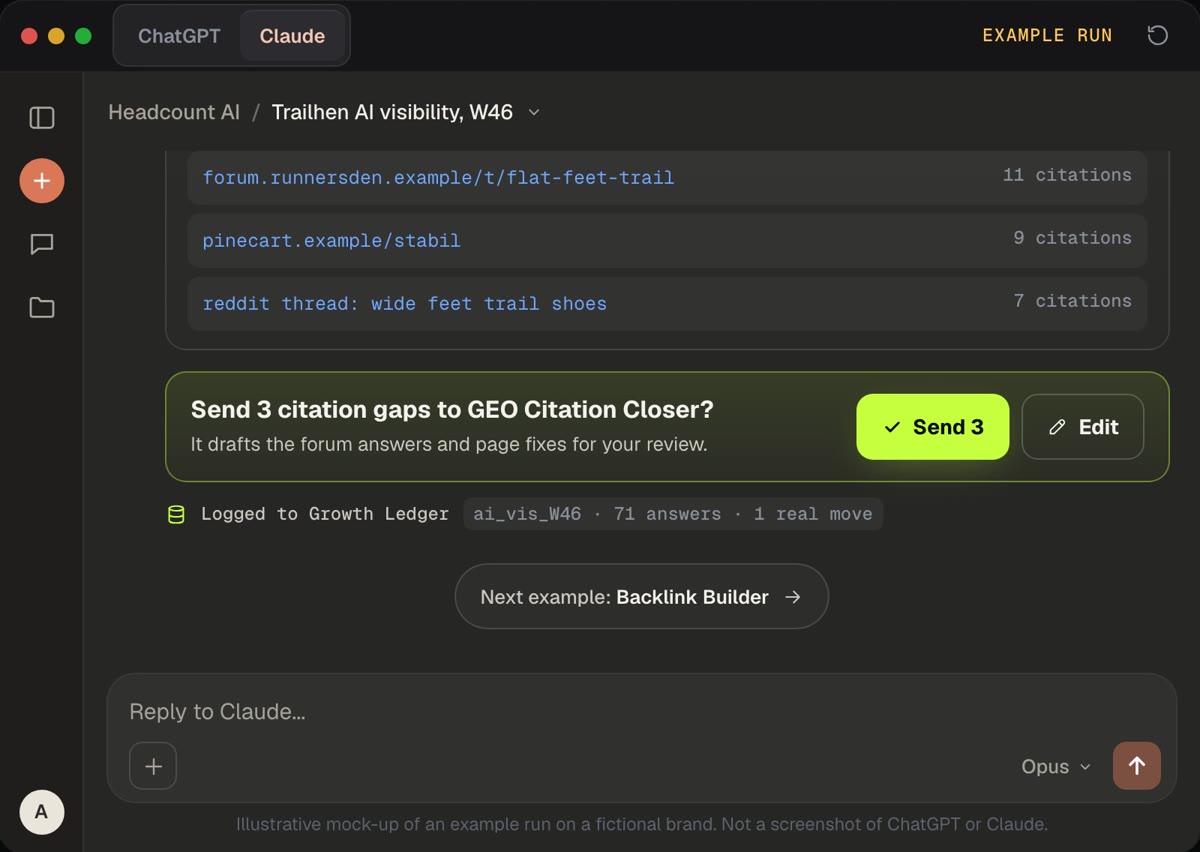 ChatGPT Claude EXAMPLE RUN
Headcount AI / Trailhen AI visibility, W46
forum.runnersden.example/t/flat-feet-trail 11 citations
pinecart.example/stabil 9 citations
reddit thread: wide feet trail shoes 7 citations
Send 3 citation gaps to GEO Citation Closer?
It drafts the forum answers and page fixes for your review.
Send 3 Edit
Logged to Growth Ledger ai_vis_W46 · 71 answers · 1 real move
Next example: Backlink Builder →
Reply to Claude...
Opus
A
Illustrative mock-up of an example run on a fictional brand. Not a screenshot of ChatGPT or Claude.